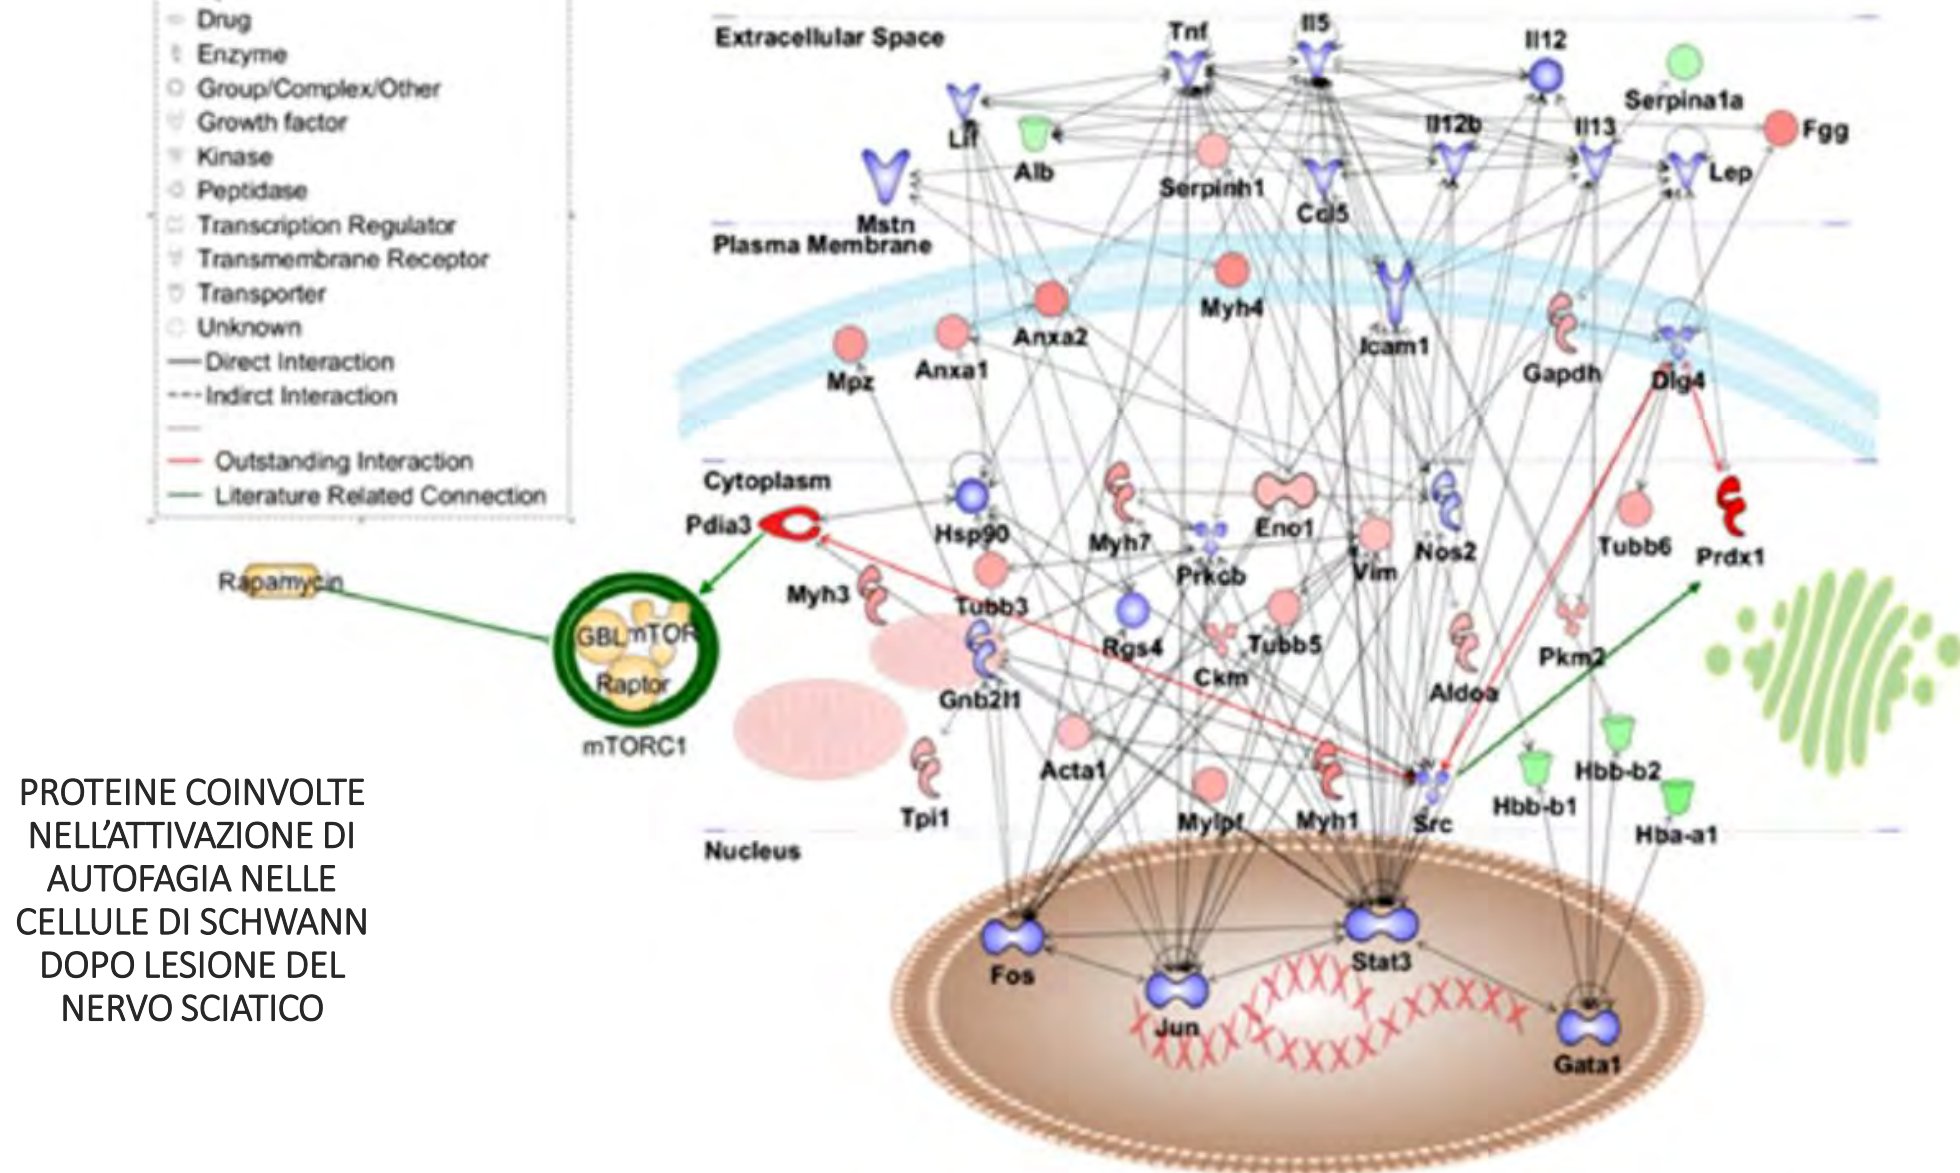 Drug
Enzyme
Group/Complex/Other
Growth factor
Kinase
Peptidase
Transcription Regulator
Transmembrane Receptor
Transporter
Unknown
Direct Interaction
Indirct Interaction
Outstanding Interaction
Literature Related Connection
Extracellular Space
Tnf
Il5
Il12
Serpina1a
Fgg
Lif
Alb
Serpinh1
Ccl5
Il12b
Il13
Lep
Mstn
Plasma Membrane
Myh4
Anxa2
Anxa1
Mpz
Icam1
Gapdh
Dlg4
Cytoplasm
Pdia3
Hsp90
Myh7
Eno1
Prkcb
Vim
Nos2
Tubb6
Prdx1
Rapamycin
Myh3
Tubb3
Rgs4
Tubb5
Ckm
Pkm2
Aldoa
GBL
mTOR
Raptor
mTORC1
Gnb2l1
Tpi1
Acta1
Mylpf
Myh1
Src
Hbb-b1
Hbb-b2
Hba-a1
Nucleus
Fos
Jun
Stat3
Gata1
PROTEINE COINVOLTE
NELL’ATTIVAZIONE DI
AUTOFAGIA NELLE
CELLULE DI SCHWANN
DOPO LESIONE DEL
NERVO SCIATICO